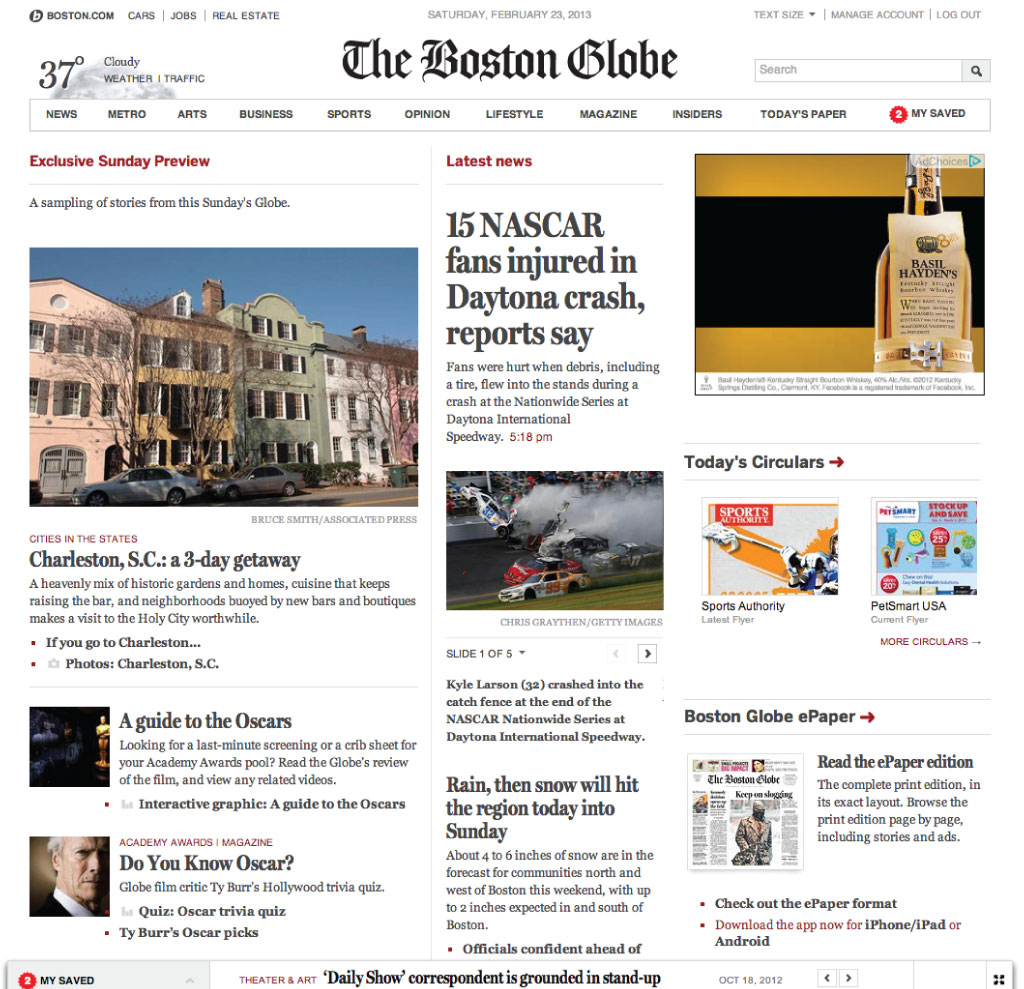 BOSTON.COM CARS | JOBS | REAL ESTATE
SATURDAY, FEBRUARY 23, 2013
TEXT SIZE | MANAGE ACCOUNT | LOG OUT
37° Cloudy
WEATHER | TRAFFIC
The Boston Globe
Search
NEWS METRO ARTS BUSINESS SPORTS OPINION LIFESTYLE MAGAZINE INSIDERS TODAY'S PAPER 2 MY SAVED
Exclusive Sunday Preview
A sampling of stories from this Sunday's Globe.
BRUCE SMITH/ASSOCIATED PRESS
CITIES IN THE STATES
Charleston, S.C.: a 3-day getaway
A heavenly mix of historic gardens and homes, cuisine that keeps
raising the bar, and neighborhoods buoyed by new bars and boutiques
makes a visit to the Holy City worthwhile.
If you go to Charleston...
Photos: Charleston, S.C.
A guide to the Oscars
Looking for a last-minute screening or a crib sheet for
your Academy Awards pool? Read the Globe's review
of the film, and view any related videos.
Interactive graphic: A guide to the Oscars
ACADEMY AWARDS | MAGAZINE
Do You Know Oscar?
Globe film critic Ty Burr's Hollywood trivia quiz.
Quiz: Oscar trivia quiz
Ty Burr's Oscar picks
Latest news
15 NASCAR
fans injured in
Daytona crash,
reports say
Fans were hurt when debris, including
a tire, flew into the stands during a
crash at the Nationwide Series at
Daytona International
Speedway. 5:18 pm
CHRIS GRAYTHEN/GETTY IMAGES
SLIDE 1 OF 5
Kyle Larson (32) crashed into the
catch fence at the end of the
NASCAR Nationwide Series at
Daytona International Speedway.
Rain, then snow will hit
the region today into
Sunday
About 4 to 6 inches of snow are in the
forecast for communities north and
west of Boston this weekend, with up
to 2 inches expected in and south of
Boston.
Officials confident ahead of
AdChoices
BASIL
HAYDEN'S
Kentucky Straight
Bourbon Whiskey
Basil Hayden's® Kentucky Straight Bourbon Whiskey, 40% Alc./Vol. ©2012 Kentucky
Springs Distilling Co., Clermont, KY. Facebook is a registered trademark of Facebook, Inc.
Today's Circulars →
SPORTS
AUTHORITY
Sports Authority
Latest Flyer
PETSMART
STOCK UP
AND SAVE
25%
20%
PetSmart USA
Current Flyer
MORE CIRCULARS →
Boston Globe ePaper →
BIG IMPACT
The Boston Globe
Keep on slogging
Read the ePaper edition
The complete print edition, in
its exact layout. Browse the
print edition page by page,
including stories and ads.
Check out the ePaper format
Download the app now for iPhone/iPad or
Android
2 MY SAVED
THEATER & ART 'Daily Show' correspondent is grounded in stand-up OCT 18, 2012